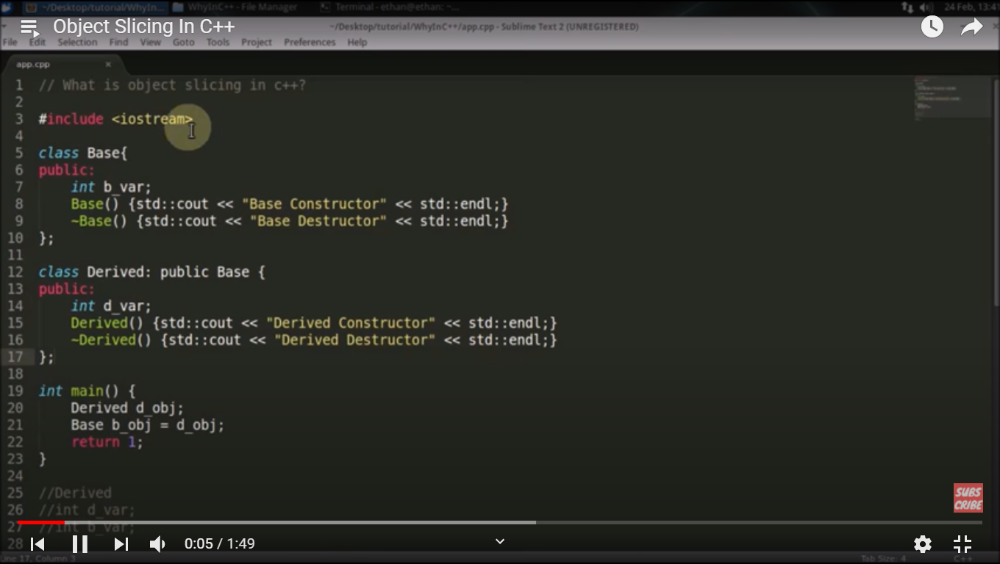 ~/Desktop/tutorial/WhyIn... WhyInC++ - File Manager Terminal - ethan@ethan: ~... 24 Feb, 13:41
Object Slicing In C++
~/Desktop/tutorial/WhyInC++/app.cpp - Sublime Text 2 (UNREGISTERED)
File Edit Selection Find View Goto Tools Project Preferences Help
app.cpp ×
1 // What is object slicing in c++?
2
3 #include <iostream>
4
5 class Base{
6 public:
7 int b_var;
8 Base() {std::cout << "Base Constructor" << std::endl;}
9 ~Base() {std::cout << "Base Destructor" << std::endl;}
10 };
11
12 class Derived: public Base {
13 public:
14 int d_var;
15 Derived() {std::cout << "Derived Constructor" << std::endl;}
16 ~Derived() {std::cout << "Derived Destructor" << std::endl;}
17 };
18
19 int main() {
20 Derived d_obj;
21 Base b_obj = d_obj;
22 return 1;
23 }
24
25 //Derived
26 //int d_var;
27 //int b_var;
28
SUBS
CRIBE
0:05 / 1:49
Line 17, Column 3 Tab Size: 4 C++